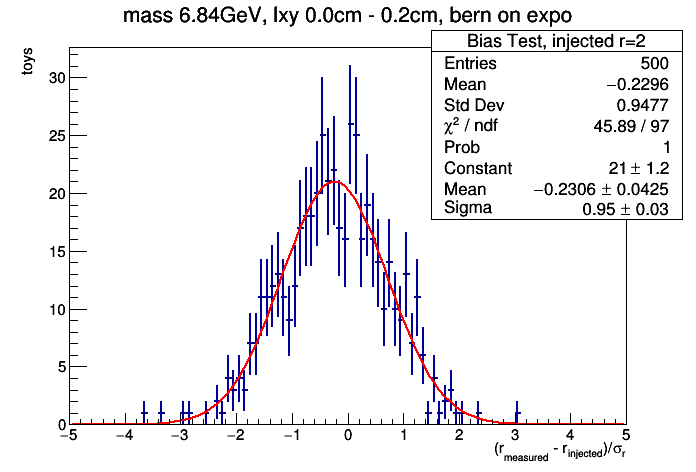 mass 6.84GeV, lxy 0.0cm - 0.2cm, bern on expo
Bias Test, injected r=2
Entries 500
Mean −0.2296
Std Dev 0.9477
χ² / ndf 45.89 / 97
Prob 1
Constant 21 ± 1.2
Mean −0.2306 ± 0.0425
Sigma 0.95 ± 0.03
toys
30
25
20
15
10
5
0
−5 −4 −3 −2 −1 0 1 2 3 4 5
(r_measured - r_injected)/σ_r